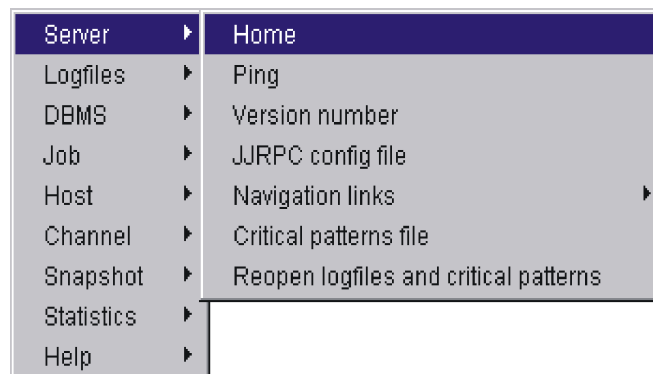 Server
Logfiles
DBMS
Job
Host
Channel
Snapshot
Statistics
Help
Home
Ping
Version number
JJRPC config file
Navigation links
Critical patterns file
Reopen logfiles and critical patterns